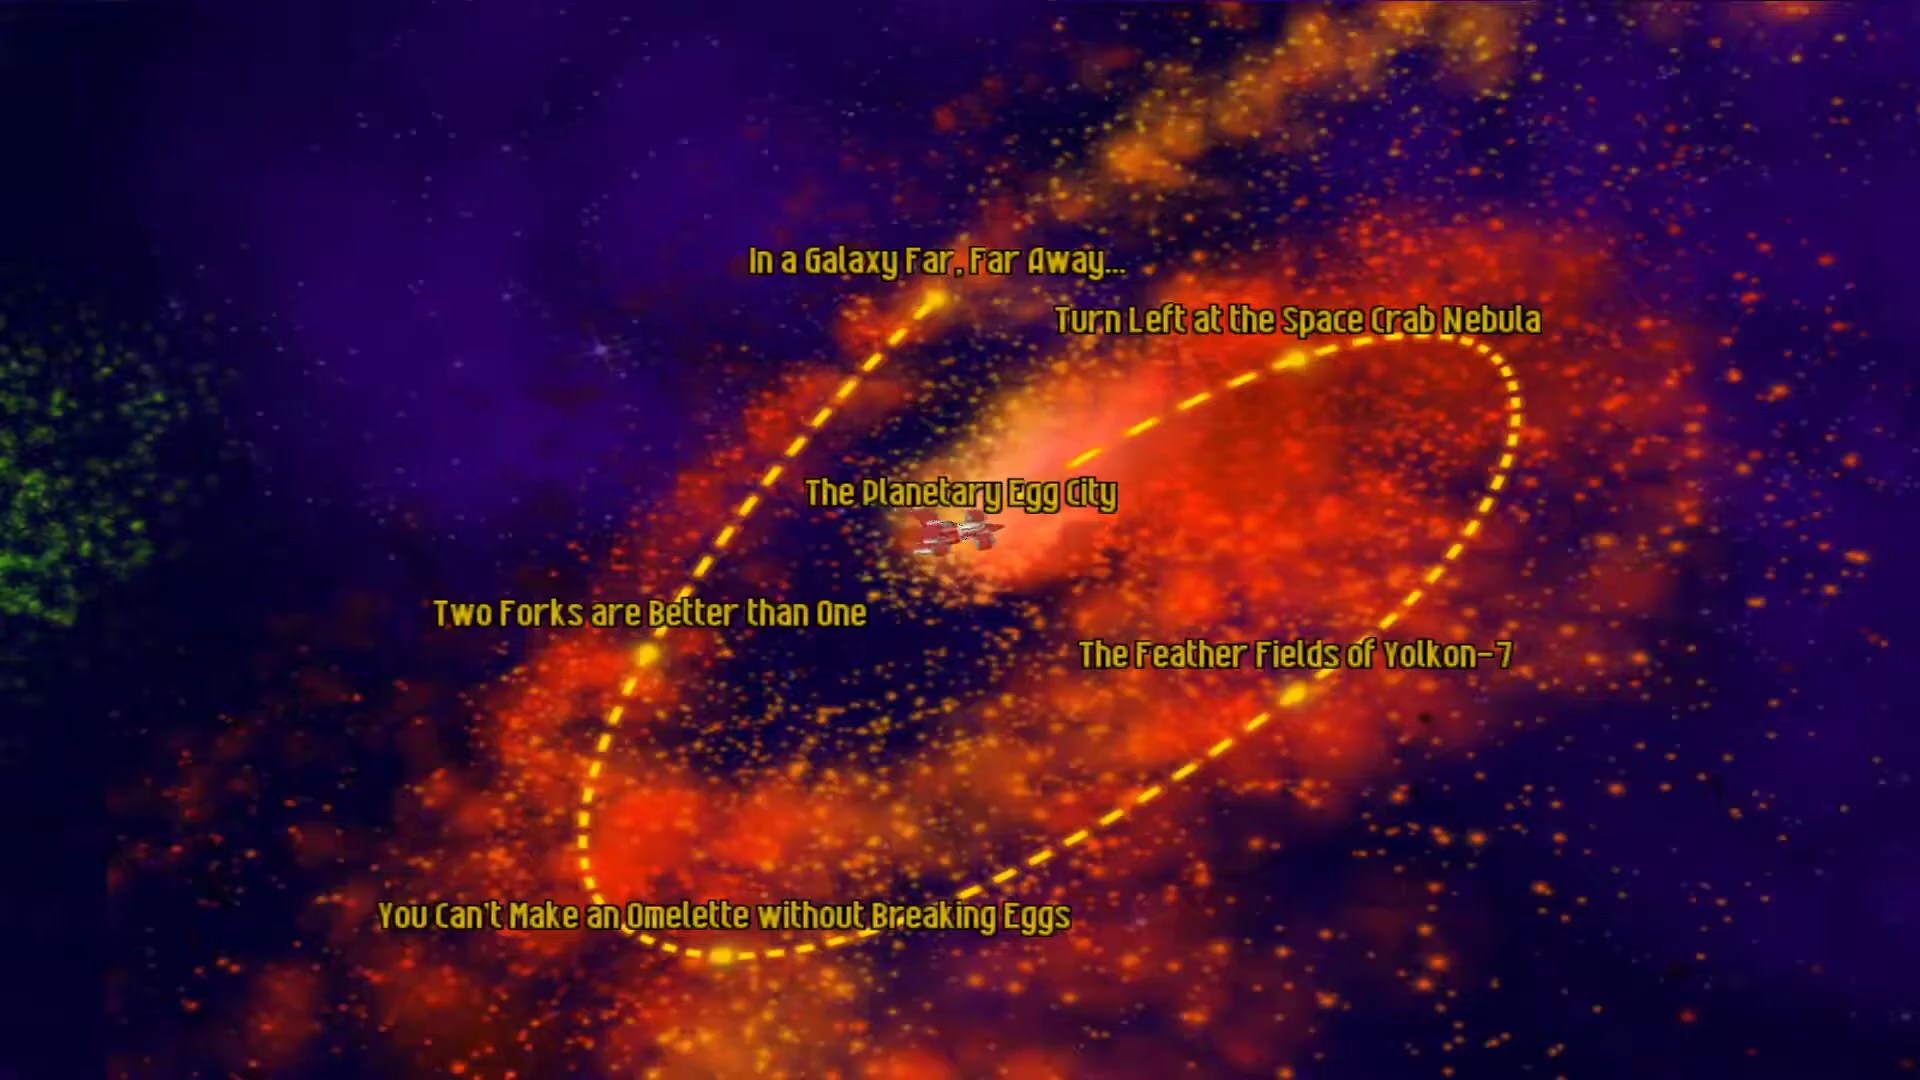 In a Galaxy Far, Far Away...
Turn Left at the Space Crab Nebula
The Planetary Egg City
Two Forks are Better than One
The Feather Fields of Yolkon-7
You Can't Make an Omelette without Breaking Eggs